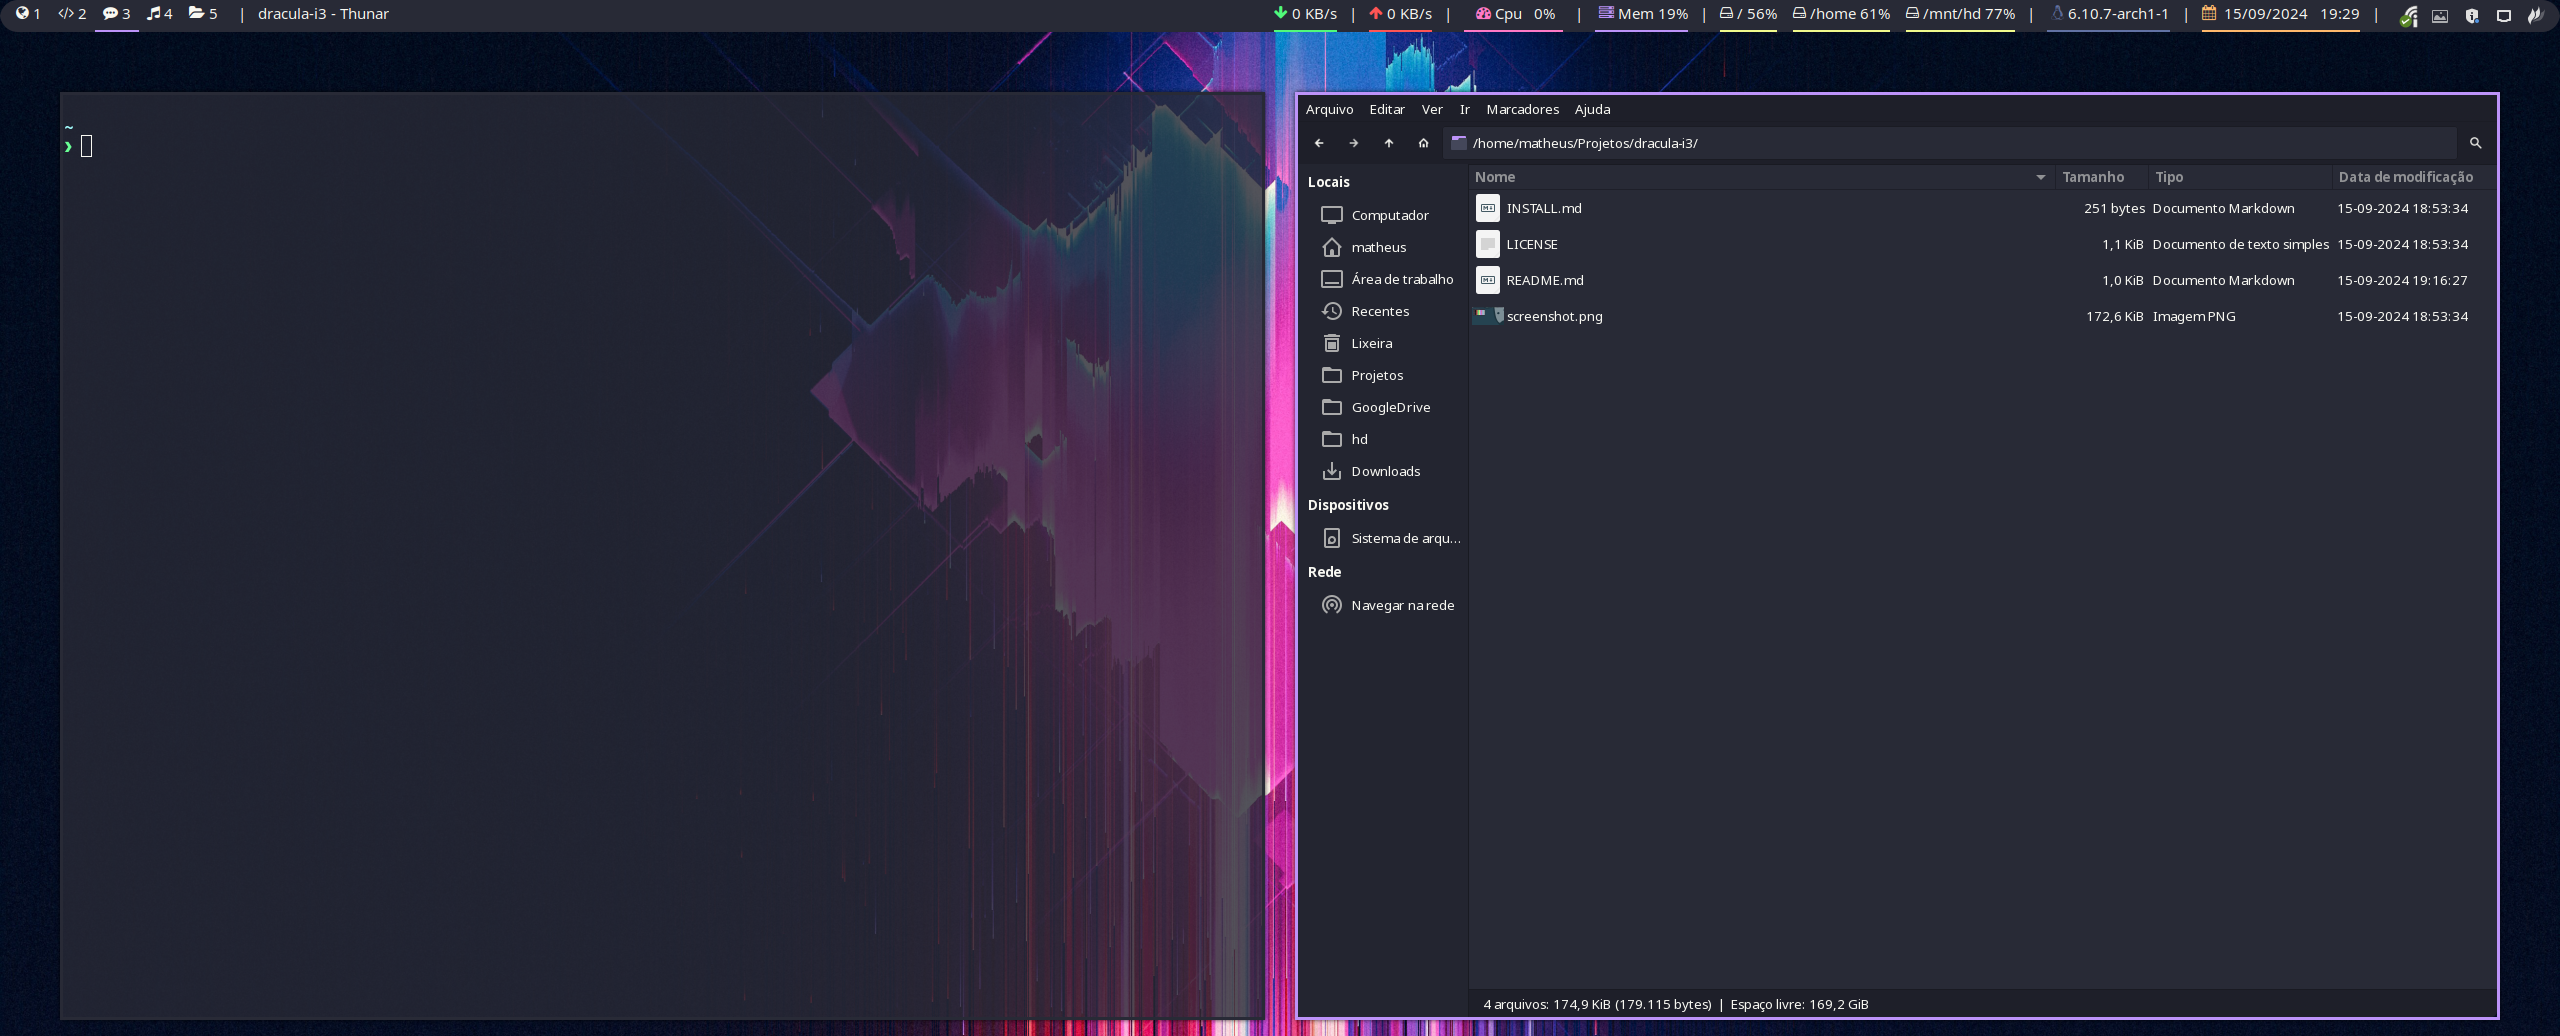 1 2 3 4 5 | dracula-i3 - Thunar 0 KB/s | 0 KB/s | Cpu 0% | Mem 19% | / 56% /home 61% /mnt/hd 77% | 6.10.7-arch1-1 | 15/09/2024 19:29 |
~
❯
Arquivo Editar Ver Ir Marcadores Ajuda
/home/matheus/Projetos/dracula-i3/
Locais
Computador
matheus
Área de trabalho
Recentes
Lixeira
Projetos
GoogleDrive
hd
Downloads
Dispositivos
Sistema de arqu...
Rede
Navegar na rede
Nome Tamanho Tipo Data de modificação
INSTALL.md 251 bytes Documento Markdown 15-09-2024 18:53:34
LICENSE 1,1 KiB Documento de texto simples 15-09-2024 18:53:34
README.md 1,0 KiB Documento Markdown 15-09-2024 19:16:27
screenshot.png 172,6 KiB Imagem PNG 15-09-2024 18:53:34
4 arquivos: 174,9 KiB (179.115 bytes) | Espaço livre: 169,2 GiB